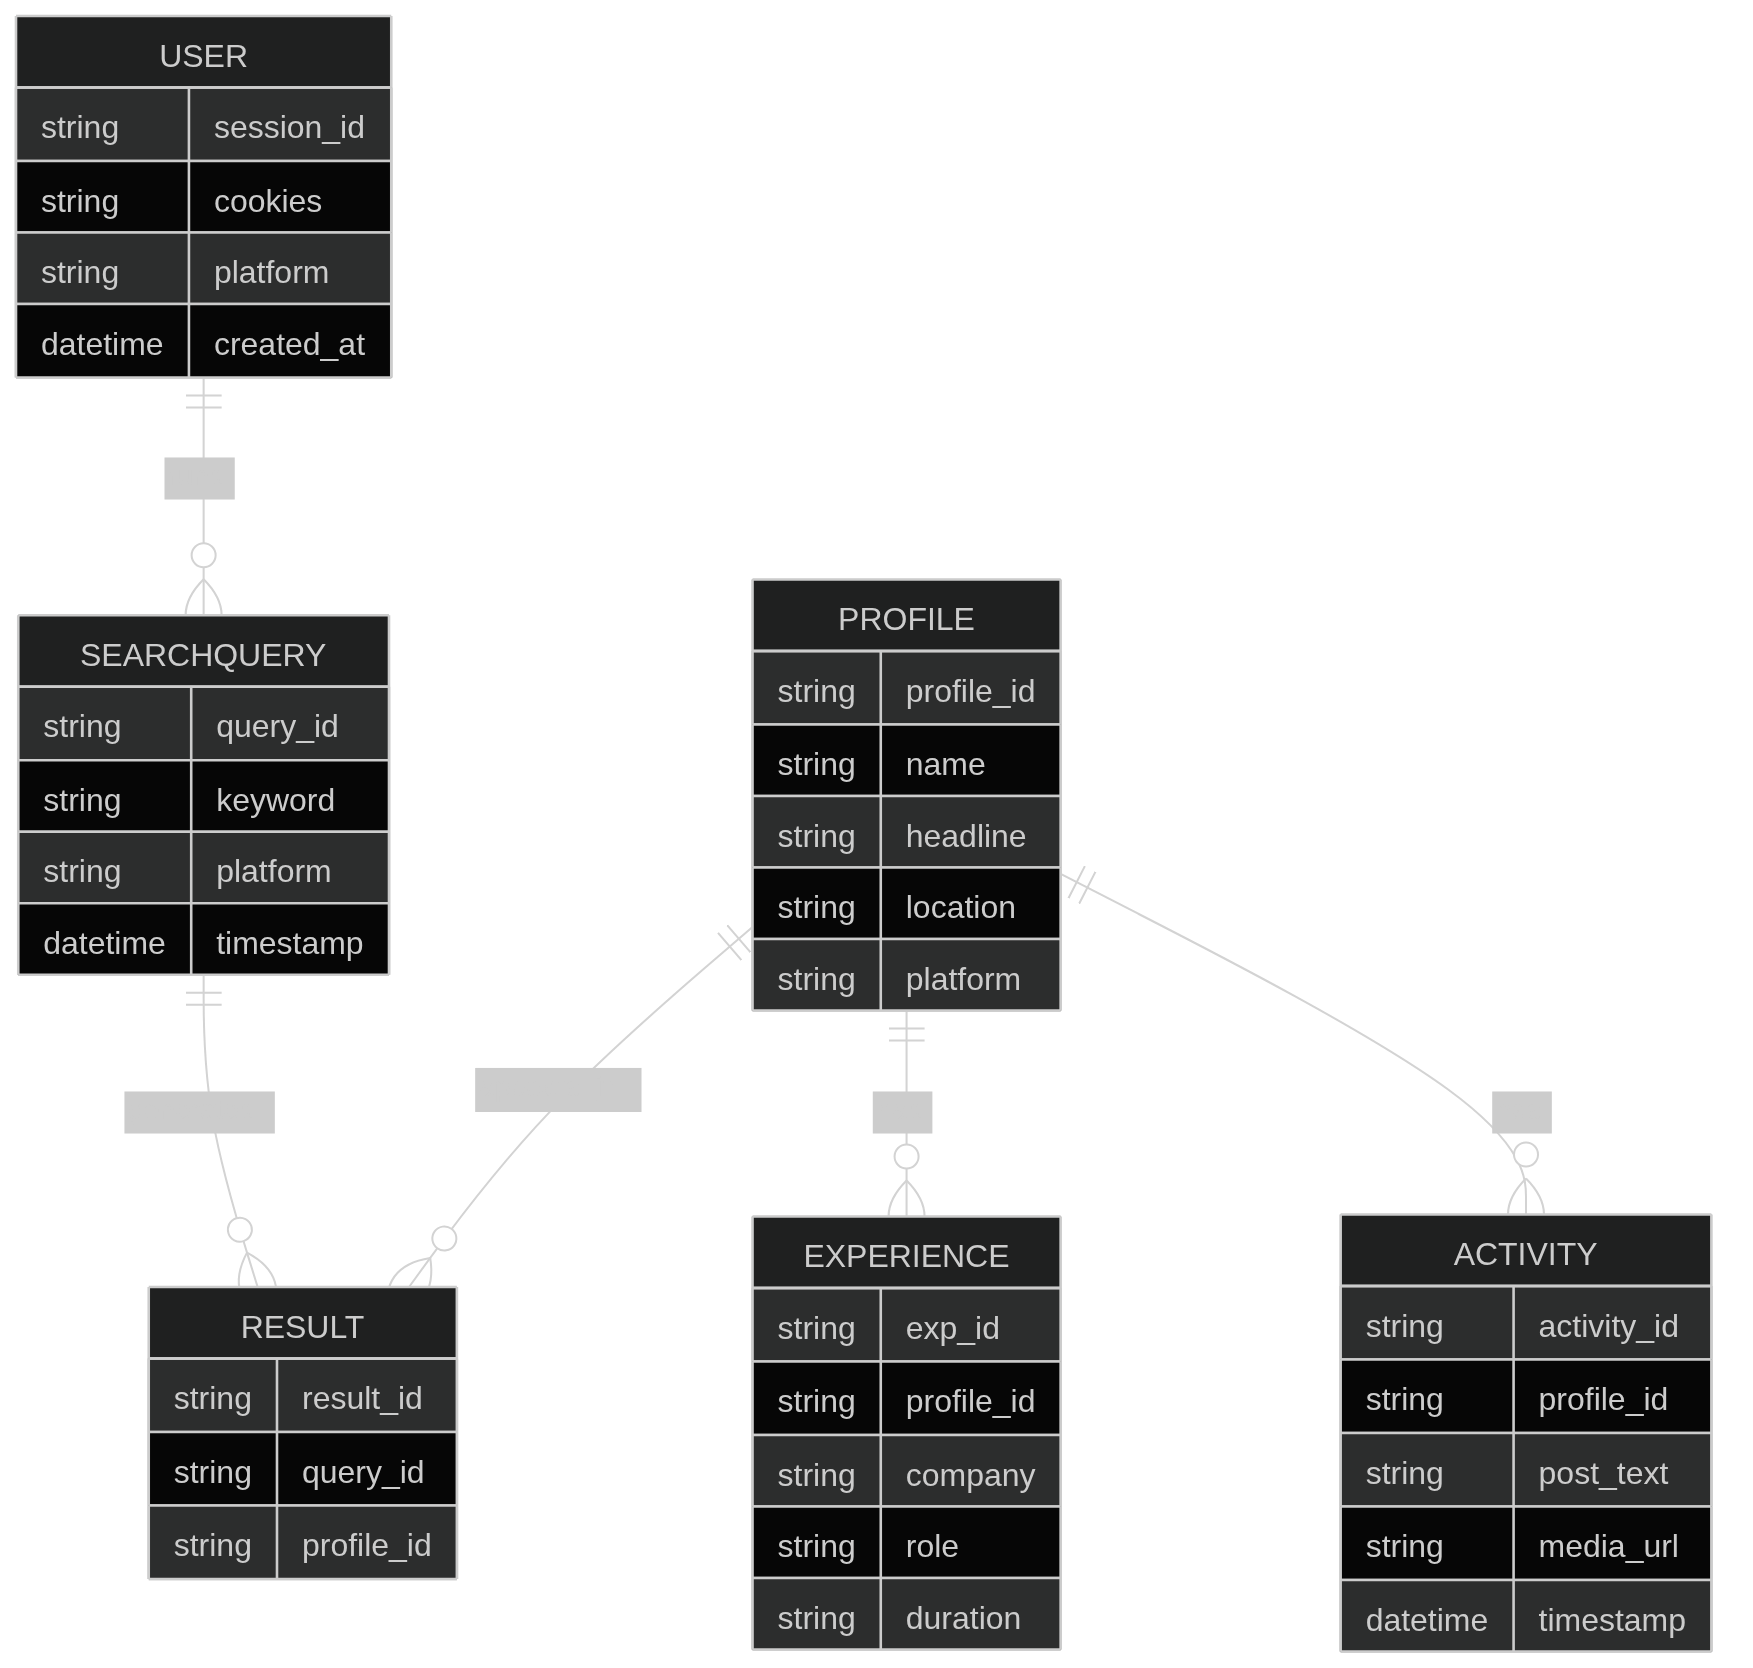 USER
string session_id
string cookies
string platform
datetime created_at
SEARCHQUERY
string query_id
string keyword
string platform
datetime timestamp
PROFILE
string profile_id
string name
string headline
string location
string platform
RESULT
string result_id
string query_id
string profile_id
EXPERIENCE
string exp_id
string profile_id
string company
string role
string duration
ACTIVITY
string activity_id
string profile_id
string post_text
string media_url
datetime timestamp